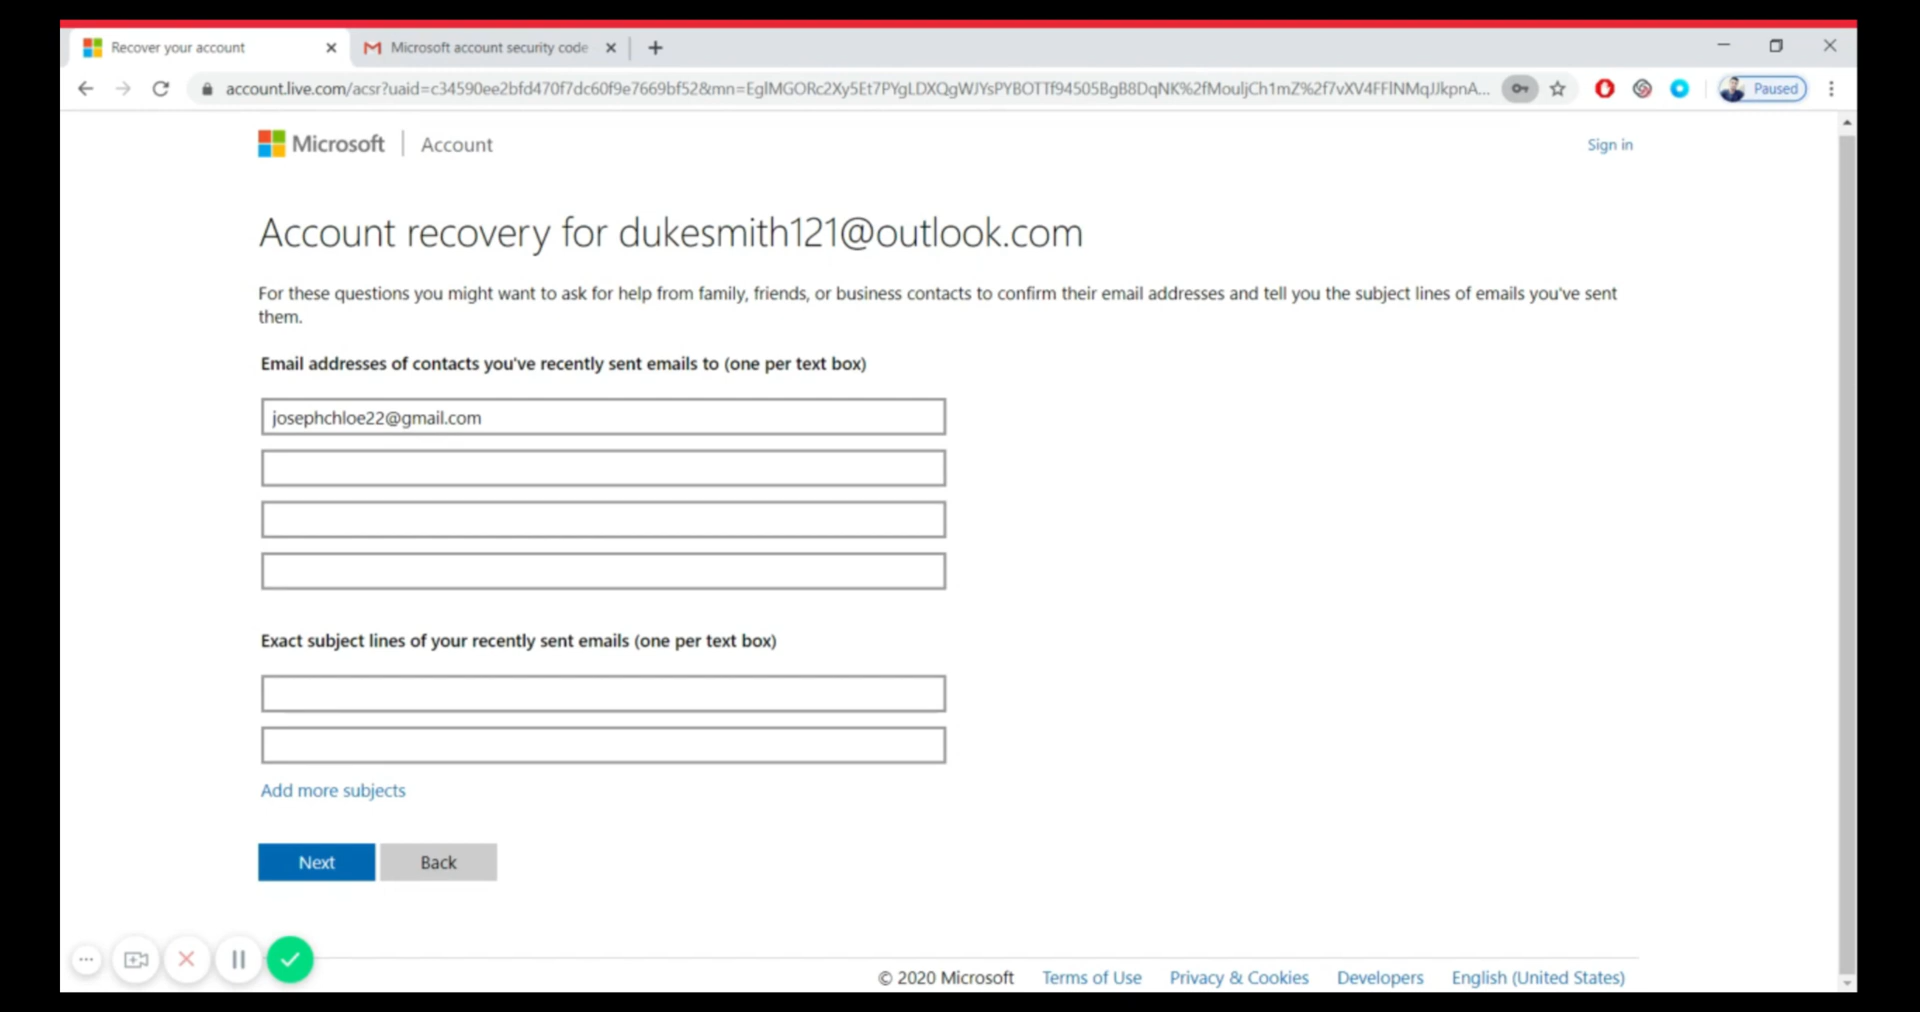 Recover your account
Microsoft account security code
account.live.com/acsr?uaid=c34590ee2bfd470f7dc60f9e7669bf52&mn=EglMGORc2Xy5Et7PYgLDXQgWJYsPYBOTTf94505BgB8DqNK%2fMouljCh1mZ%2f7vXV4FFlNMqJJkpnA...
Paused
Microsoft Account
Sign in
Account recovery for dukesmith121@outlook.com
For these questions you might want to ask for help from family, friends, or business contacts to confirm their email addresses and tell you the subject lines of emails you've sent
them.
Email addresses of contacts you've recently sent emails to (one per text box)
josephchloe22@gmail.com
Exact subject lines of your recently sent emails (one per text box)
Add more subjects
Next Back
© 2020 Microsoft Terms of Use Privacy & Cookies Developers English (United States)